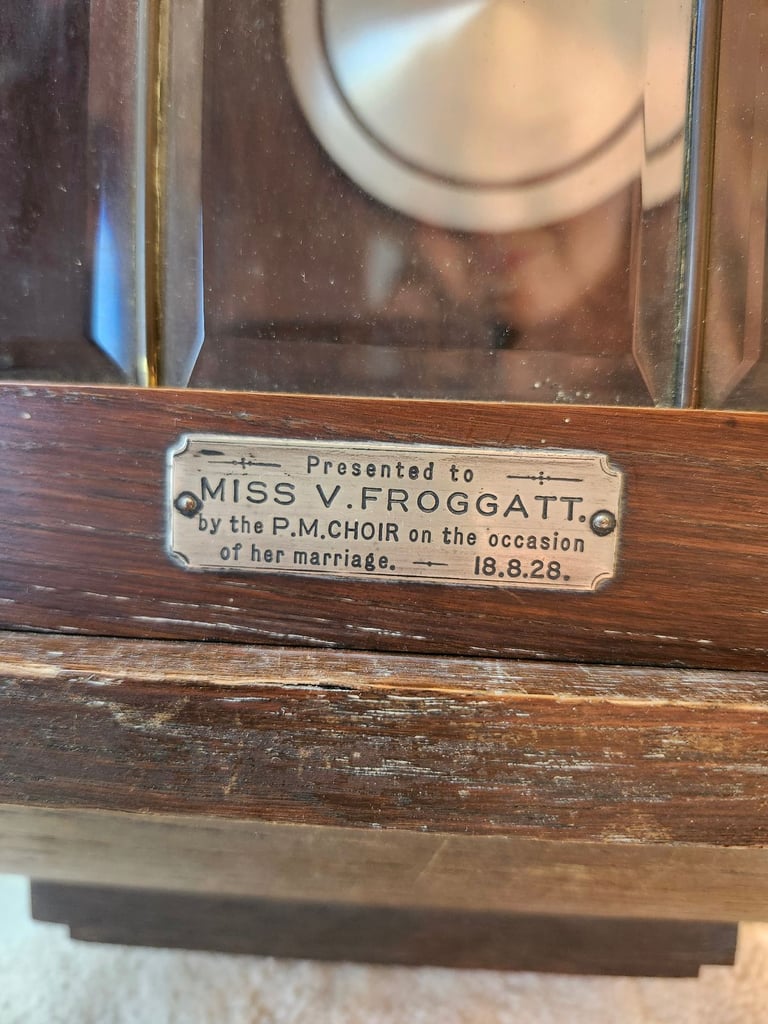 Presented to
MISS V. FROGGATT.
by the P.M. CHOIR on the occasion
of her marriage. — 18.8.28.